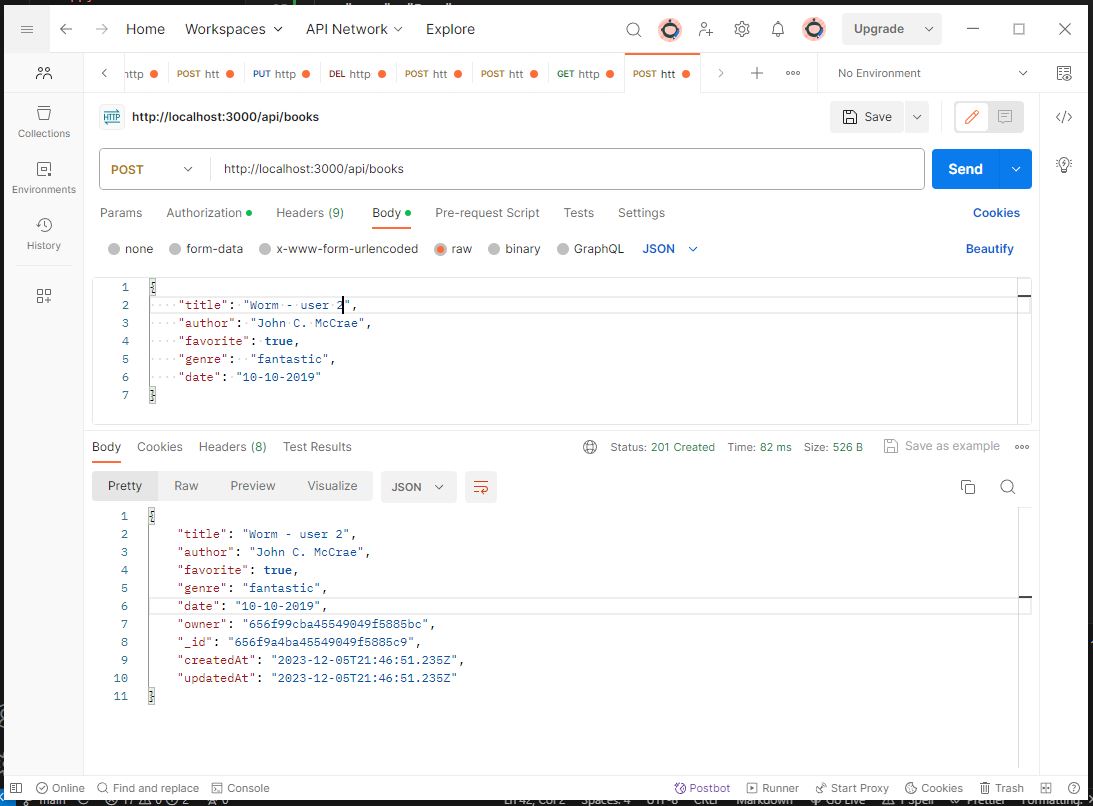 Home Workspaces API Network Explore Upgrade
http POST htt PUT http DEL http POST htt POST htt GET http POST htt No Environment
HTTP http://localhost:3000/api/books Save
Collections
Environments
History
POST http://localhost:3000/api/books Send
Params Authorization Headers (9) Body Pre-request Script Tests Settings Cookies
none form-data x-www-form-urlencoded raw binary GraphQL JSON Beautify
1 {
2 ····"title": "Worm · - · user · 2",
3 ····"author": · "John · C. · McCrae",
4 ····"favorite": · true,
5 ····"genre": ·· "fantastic",
6 ····"date": · "10-10-2019"
7 }
Body Cookies Headers (8) Test Results Status: 201 Created Time: 82 ms Size: 526 B Save as example
Pretty Raw Preview Visualize JSON
1 {
2 "title": "Worm - user 2",
3 "author": "John C. McCrae",
4 "favorite": true,
5 "genre": "fantastic",
6 "date": "10-10-2019",
7 "owner": "656f99cba45549049f5885bc",
8 "_id": "656f9a4ba45549049f5885c9",
9 "createdAt": "2023-12-05T21:46:51.235Z",
10 "updatedAt": "2023-12-05T21:46:51.235Z"
11 }
Online Find and replace Console Postbot Runner Start Proxy Cookies Trash